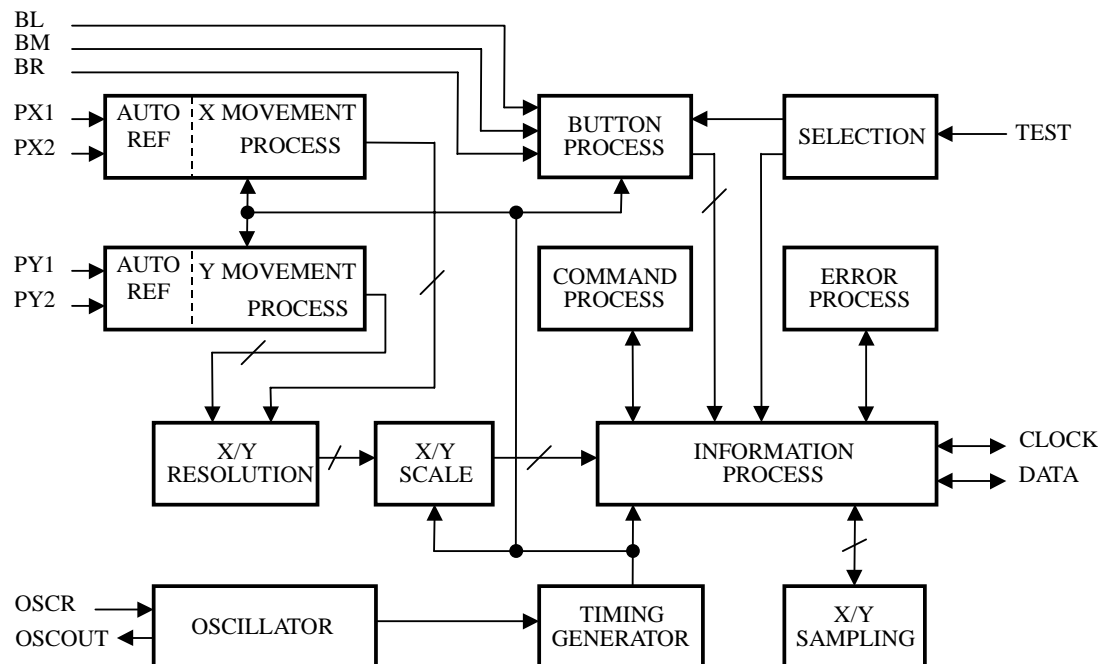 BL
BM
BR
PX1
PX2
AUTO
REF
X MOVEMENT
PROCESS
BUTTON
PROCESS
SELECTION
TEST
PY1
PY2
AUTO
REF
Y MOVEMENT
PROCESS
COMMAND
PROCESS
ERROR
PROCESS
X/Y
RESOLUTION
X/Y
SCALE
INFORMATION
PROCESS
CLOCK
DATA
OSCR
OSCOUT
OSCILLATOR
TIMING
GENERATOR
X/Y
SAMPLING